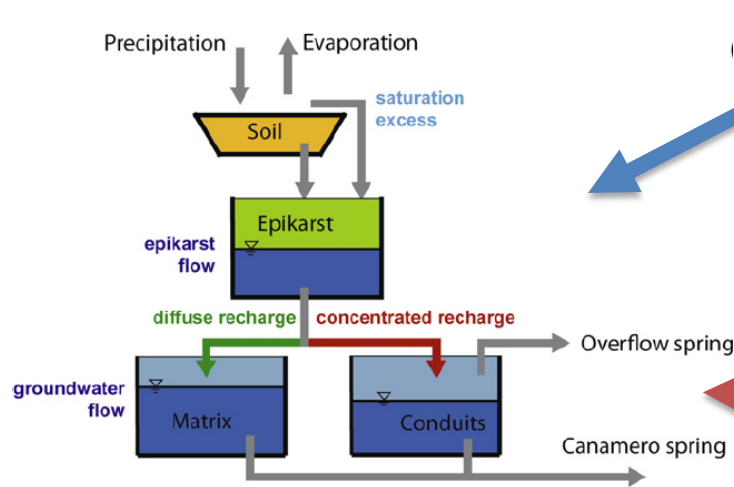 Precipitation
Evaporation
saturation
excess
Soil
Epikarst
epikarst
flow
diffuse recharge
concentrated recharge
Overflow spring
groundwater
flow
Matrix
Conduits
Canamero spring